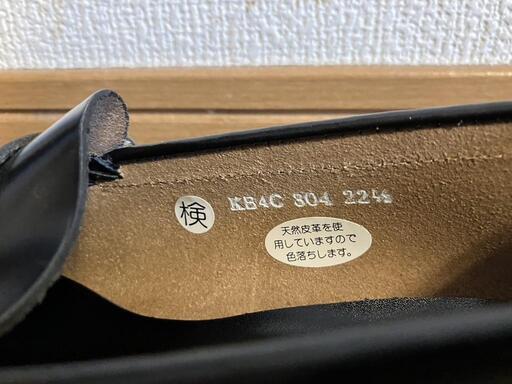 検
KB4C 804 22½
天然皮革を使
用していますので
色落ちします。